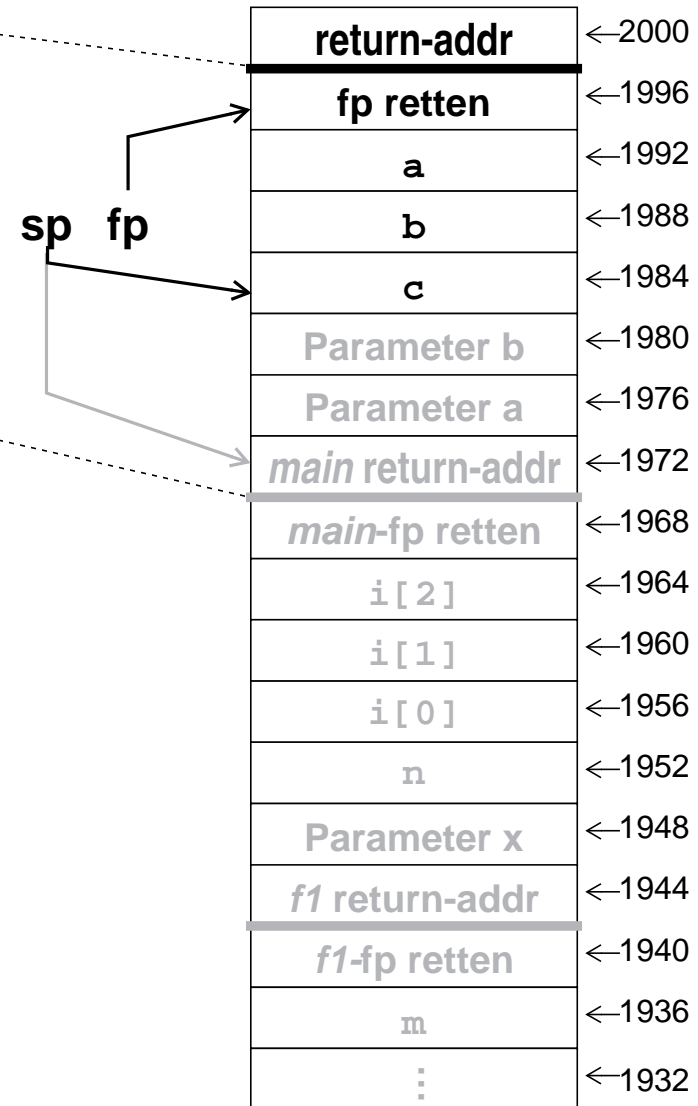 return-addr ←2000
fp retten ←1996
a ←1992
sp fp b ←1988
c ←1984
Parameter b ←1980
Parameter a ←1976
main return-addr ←1972
main-fp retten ←1968
i[2] ←1964
i[1] ←1960
i[0] ←1956
n ←1952
Parameter x ←1948
f1 return-addr ←1944
f1-fp retten ←1940
m ←1936
⋮ ←1932